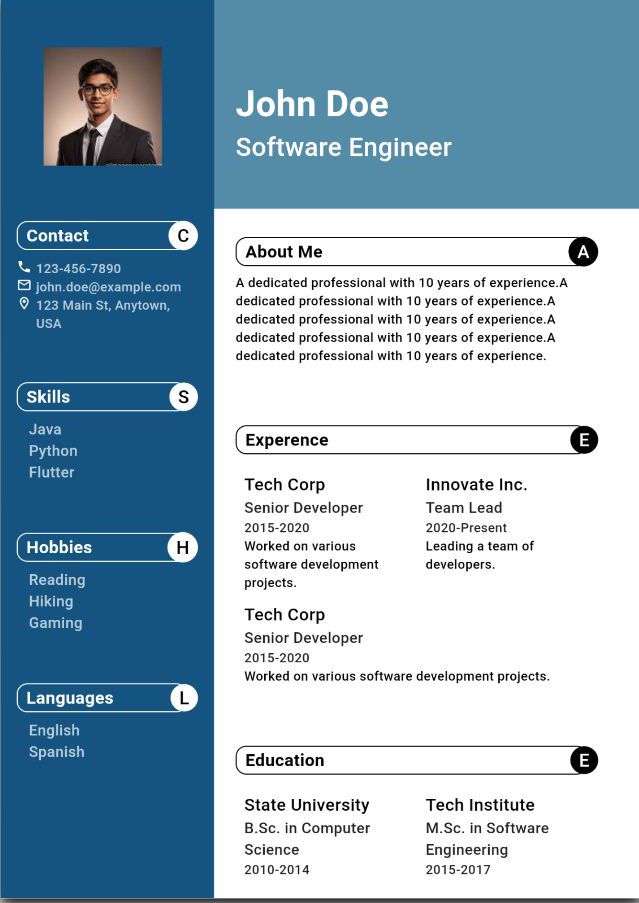 John Doe
Software Engineer
Contact C
123-456-7890
john.doe@example.com
123 Main St, Anytown,
USA
Skills S
Java
Python
Flutter
Hobbies H
Reading
Hiking
Gaming
Languages L
English
Spanish
About Me A
A dedicated professional with 10 years of experience.A
dedicated professional with 10 years of experience.A
dedicated professional with 10 years of experience.A
dedicated professional with 10 years of experience.A
dedicated professional with 10 years of experience.
Experence E
Tech Corp
Senior Developer
2015-2020
Worked on various
software development
projects.
Innovate Inc.
Team Lead
2020-Present
Leading a team of
developers.
Tech Corp
Senior Developer
2015-2020
Worked on various software development projects.
Education E
State University
B.Sc. in Computer
Science
2010-2014
Tech Institute
M.Sc. in Software
Engineering
2015-2017